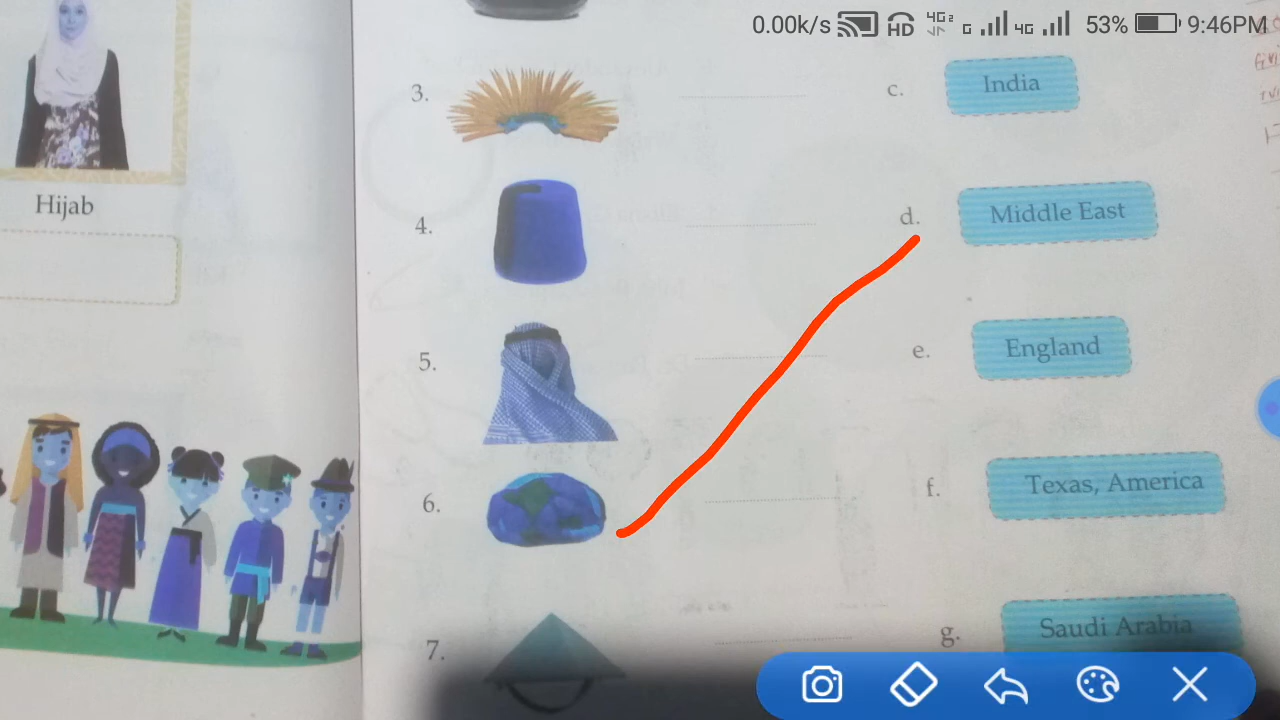 0.00k/s HD 4G 2 G 4G 53% 9:46PM
3.
c. India
Hijab
4.
d. Middle East
5.
e. England
6.
f. Texas, America
7.
g. Saudi Arabia